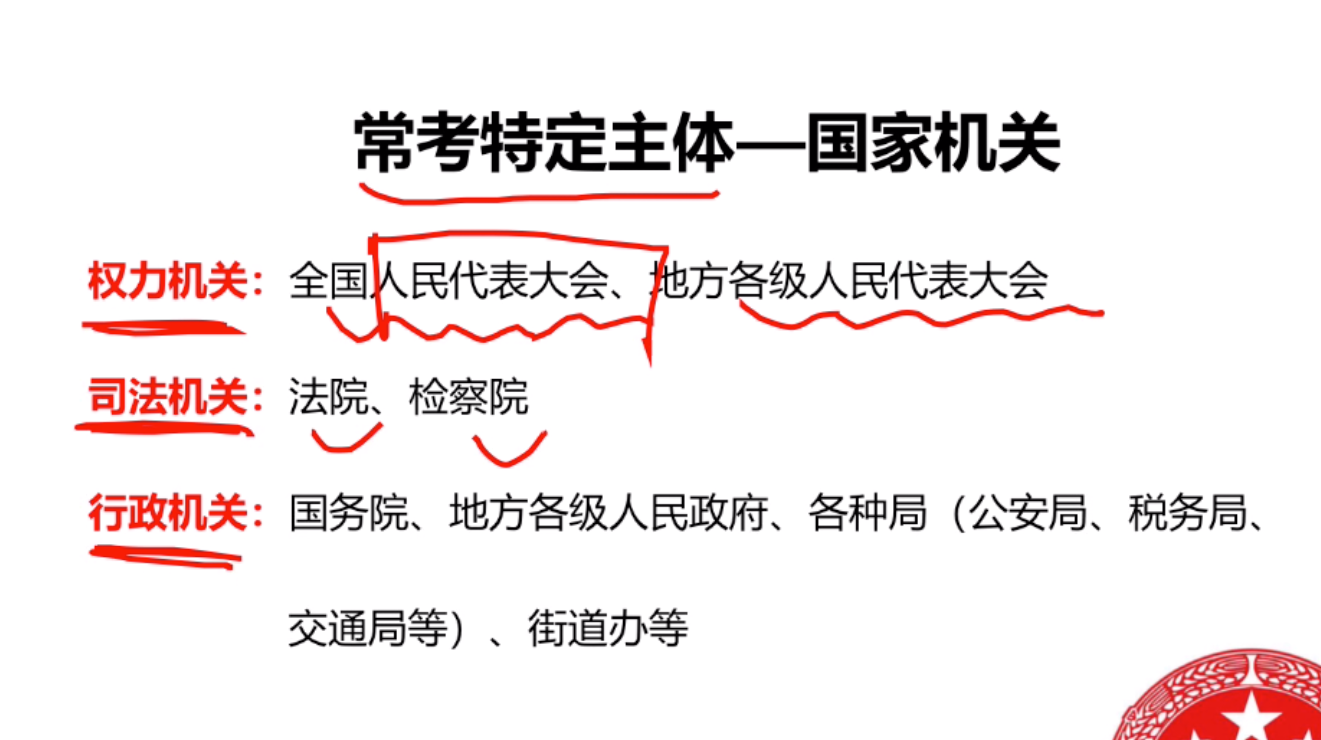 常考特定主体—国家机关
权力机关：全国人民代表大会、地方各级人民代表大会
司法机关：法院、检察院
行政机关：国务院、地方各级人民政府、各种局（公安局、税务局、
交通局等）、街道办等